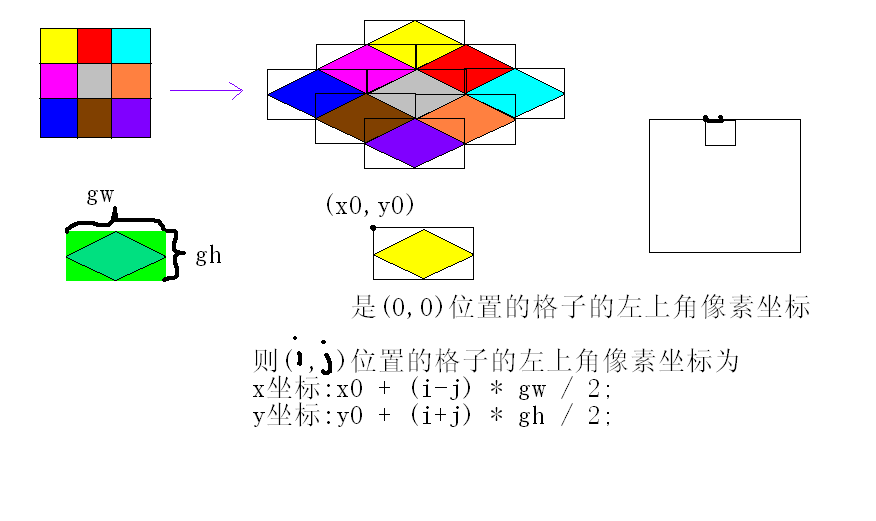 gw
(x0,y0)
gh
是(0,0)位置的格子的左上角像素坐标
则(i,j)位置的格子的左上角像素坐标为
x坐标:x0 + (i-j) * gw / 2;
y坐标:y0 + (i+j) * gh / 2;